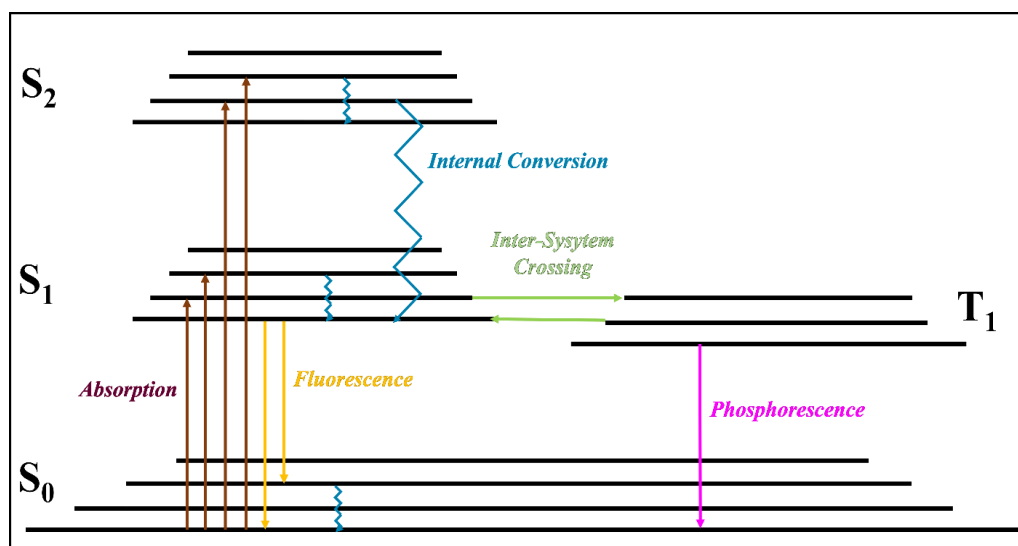 S₂
Internal Conversion
Inter-Sysytem
Crossing
S₁
T₁
Absorption
Fluorescence
Phosphorescence
S₀